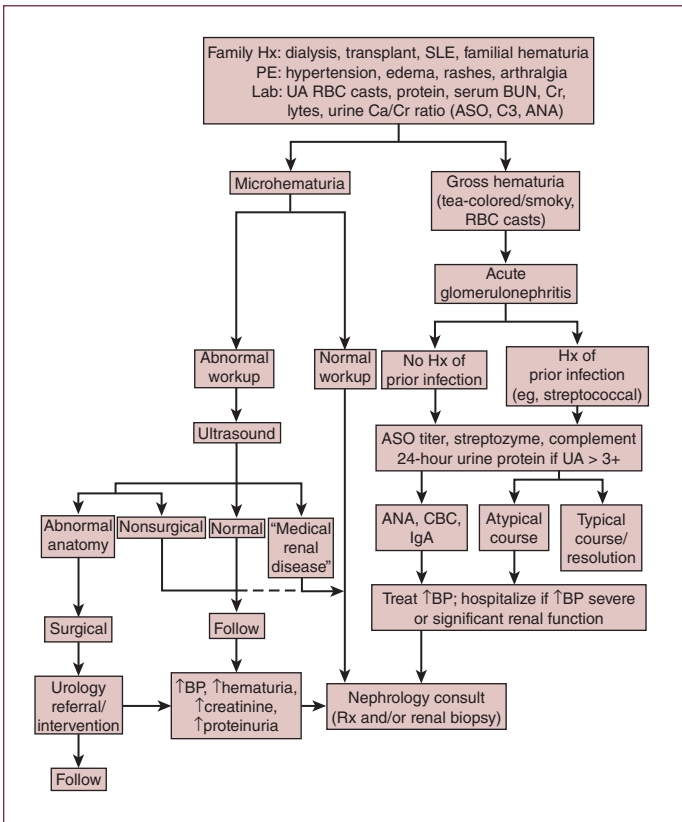 Family Hx: dialysis, transplant, SLE, familial hematuria
PE: hypertension, edema, rashes, arthralgia
Lab: UA RBC casts, protein, serum BUN, Cr,
lytes, urine Ca/Cr ratio (ASO, C3, ANA)
Microhematuria
Gross hematuria
(tea-colored/smoky,
RBC casts)
Acute
glomerulonephritis
Abnormal
workup
Normal
workup
No Hx of
prior infection
Hx of
prior infection
(eg, streptococcal)
Ultrasound
ASO titer, streptozyme, complement
24-hour urine protein if UA > 3+
Abnormal
anatomy
Nonsurgical
Normal
“Medical
renal
disease”
ANA, CBC,
IgA
Atypical
course
Typical
course/
resolution
Treat ↑BP; hospitalize if ↑BP severe
or significant renal function
Surgical
Follow
Urology
referral/
intervention
↑BP, ↑hematuria,
↑creatinine,
↑proteinuria
Nephrology consult
(Rx and/or renal biopsy)
Follow